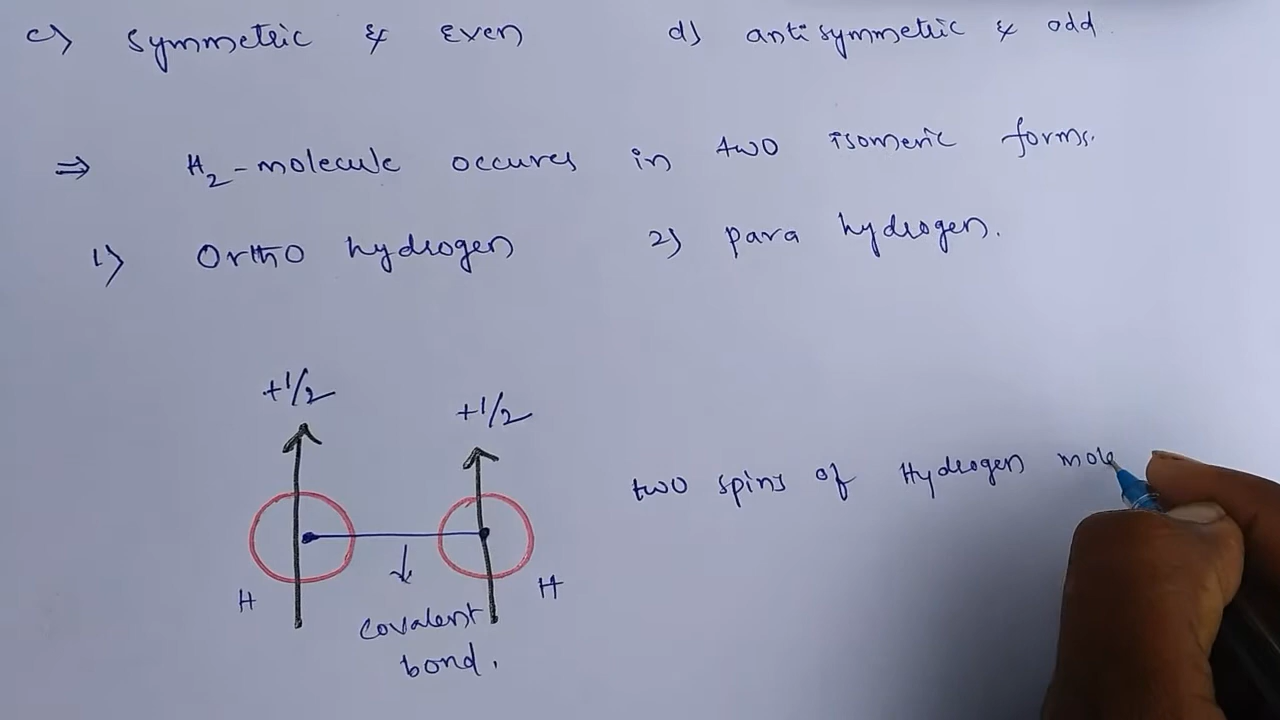 c) symmetric & Even d) antisymmetric & odd.
⇒ H₂-molecule occures in two isomeric forms.
1) Ortho hydrogen 2) para hydrogen.
+1/2 +1/2
two spins of Hydrogen mole
H H
covalent
bond.